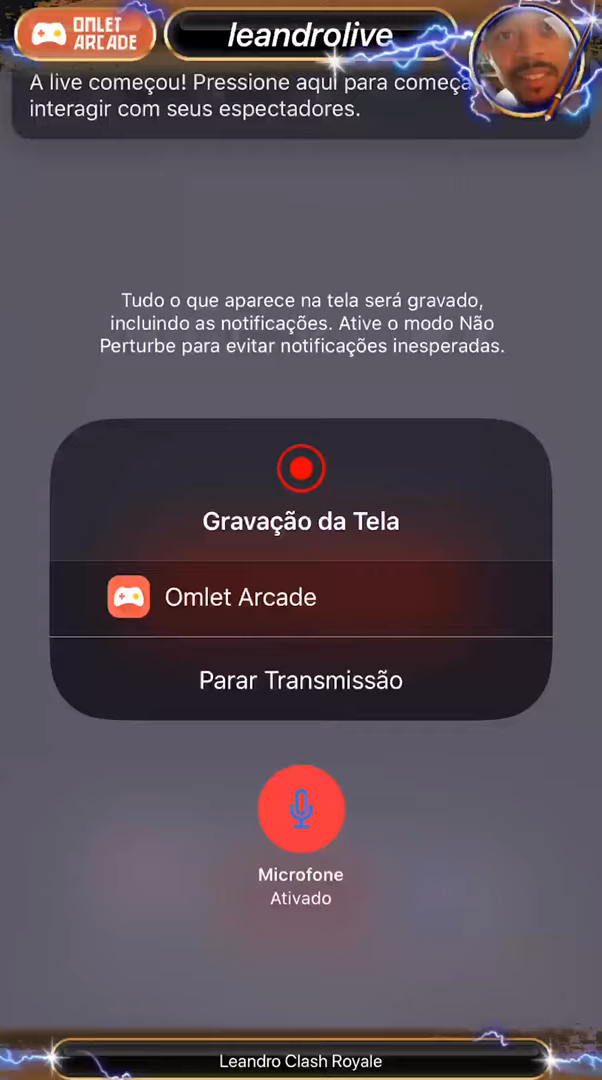 OMLET
ARCADE
leandrolive
A live começou! Pressione aqui para começa
interagir com seus espectadores.
Tudo o que aparece na tela será gravado,
incluindo as notificações. Ative o modo Não
Perturbe para evitar notificações inesperadas.
Gravação da Tela
Omlet Arcade
Parar Transmissão
Microfone
Ativado
Leandro Clash Royale